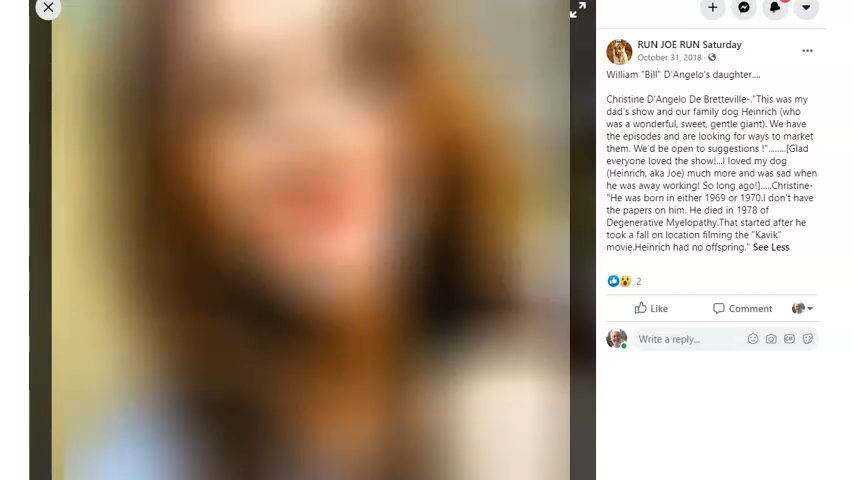 RUN JOE RUN Saturday
October 31, 2018 ·
William "Bill" D'Angelo's daughter....
Christine D'Angelo De Bretteville-."This was my
dad's show and our family dog Heinrich (who
was a wonderful, sweet, gentle giant). We have
the episodes and are looking for ways to market
them. We'd be open to suggestions !"........[Glad
everyone loved the show!...I loved my dog
(Heinrich, aka Joe) much more and was sad when
he was away working! So long ago!].....Christine-
"He was born in either 1969 or 1970.I don't have
the papers on him. He died in 1978 of
Degenerative Myelopathy.That started after he
took a fall on location filming the "Kavik"
movie.Heinrich had no offspring." See Less
2
Like Comment
Write a reply...